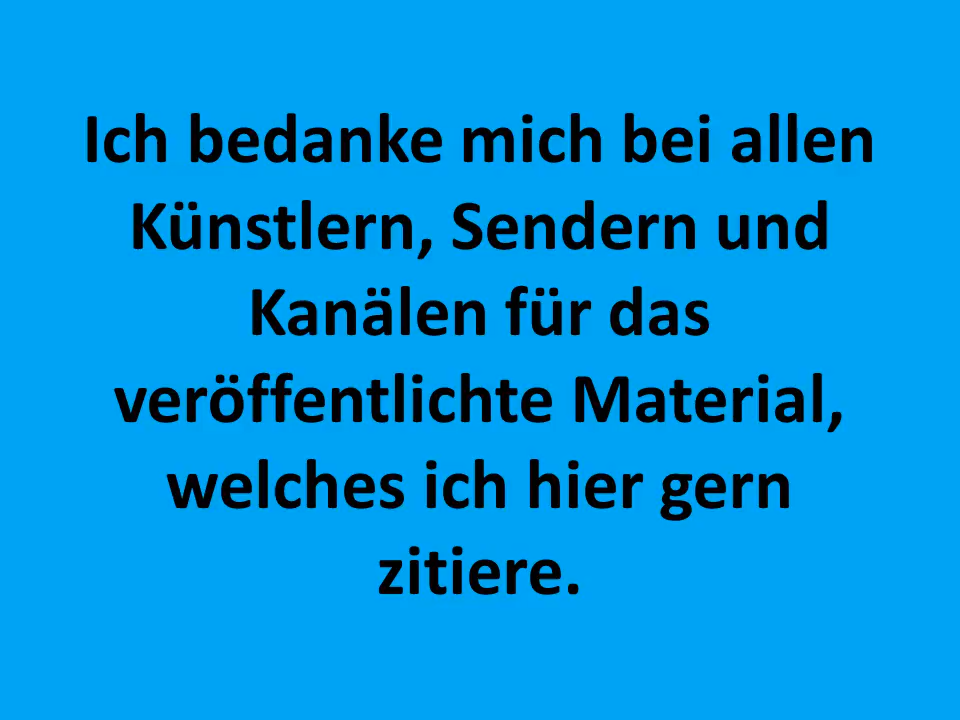 Ich bedanke mich bei allen
Künstlern, Sendern und
Kanälen für das
veröffentlichte Material,
welches ich hier gern
zitiere.